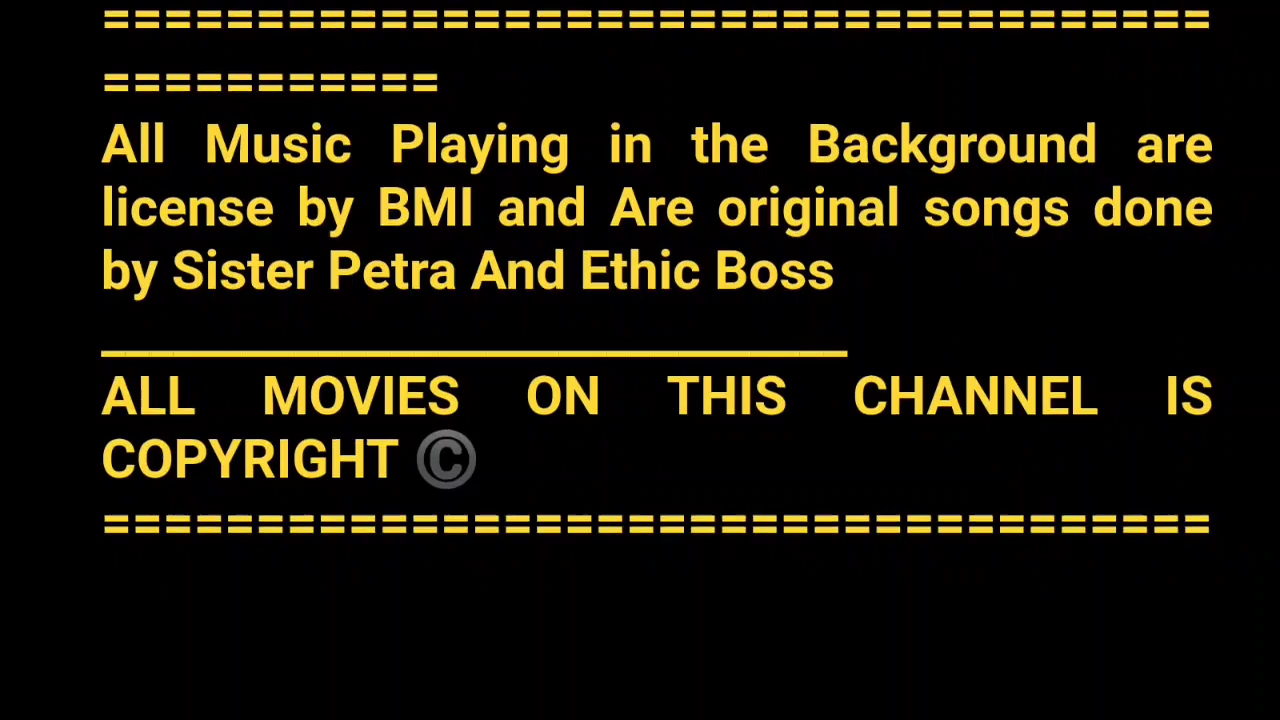 ====================================
===========
All Music Playing in the Background are
license by BMI and Are original songs done
by Sister Petra And Ethic Boss
_______________________________
ALL MOVIES ON THIS CHANNEL IS
COPYRIGHT ©
====================================